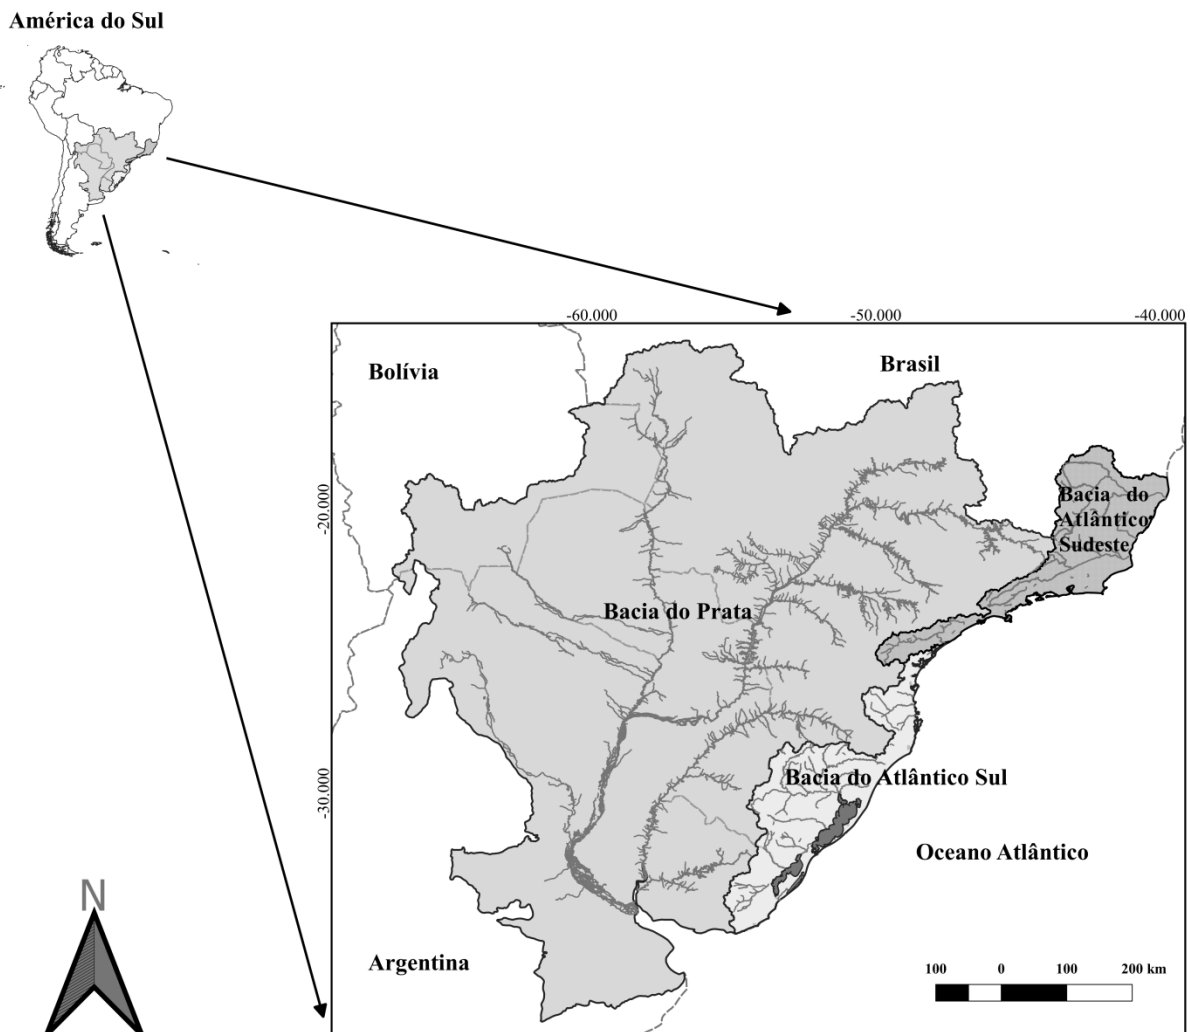 América do Sul
-60.000
-50.000
-40.000
Bolívia
Brasil
-20.000
Bacia do
Atlântico
Sudeste
Bacia do Prata
-30.000
Bacia do Atlântico Sul
Oceano Atlântico
N
Argentina
100 0 100 200 km